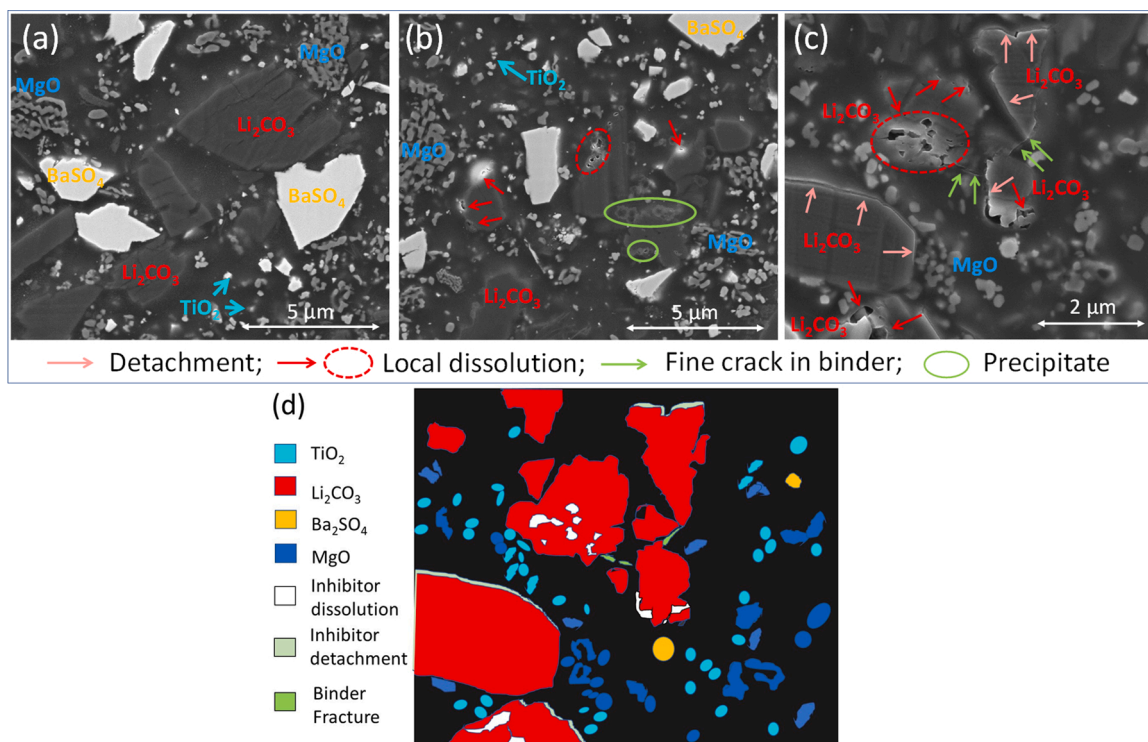 (a)
MgO
MgO
Li₂CO₃
BaSO₄
BaSO₄
Li₂CO₃
TiO₂
5 µm
(b)
BaSO₄
TiO₂
MgO
MgO
Li₂CO₃
5 µm
(c)
Li₂CO₃
Li₂CO₃
Li₂CO₃
Li₂CO₃
MgO
Li₂CO₃
2 µm
Detachment; Local dissolution; Fine crack in binder; Precipitate
(d)
TiO₂
Li₂CO₃
Ba₂SO₄
MgO
Inhibitor
dissolution
Inhibitor
detachment
Binder
Fracture